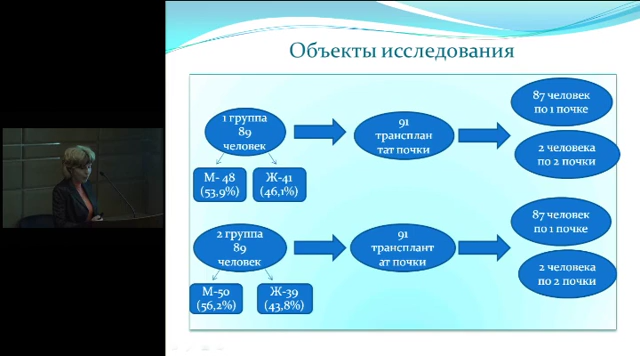 Объекты исследования
1 группа
89
человек
91
трансплан
тат почки
87 человек
по 1 почке
2 человека
по 2 почки
М- 48
(53,9%)
Ж-41
(46,1%)
2 группа
89
человек
91
трансплант
ат почки
87 человек
по 1 почке
2 человека
по 2 почки
М-50
(56,2%)
Ж-39
(43,8%)